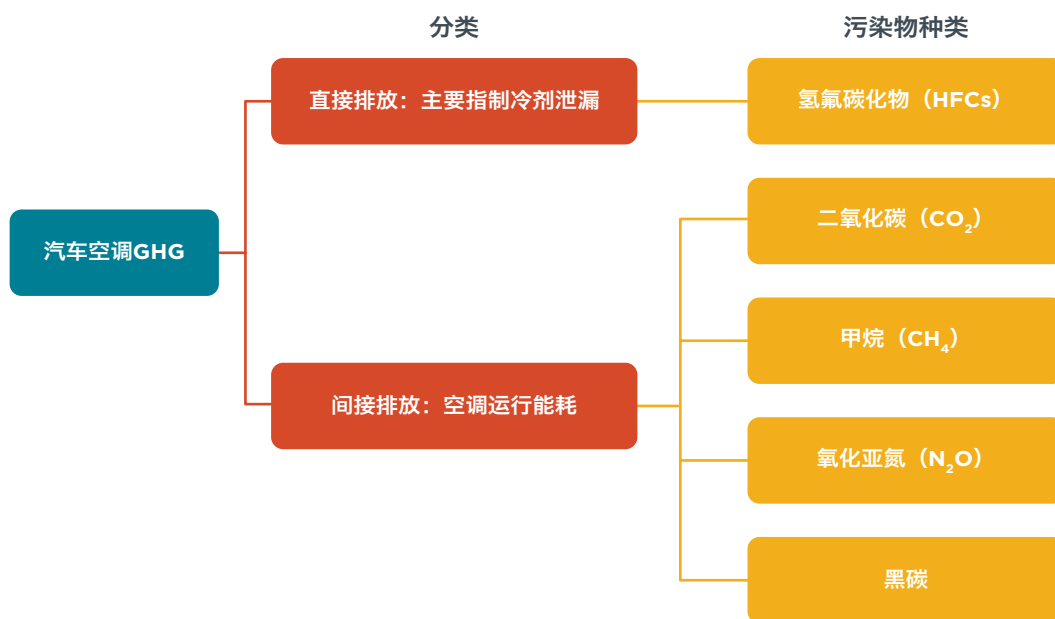 分类
污染物种类
直接排放：主要指制冷剂泄漏
氢氟碳化物（HFCs）
二氧化碳（CO₂）
汽车空调GHG
甲烷（CH₄）
间接排放：空调运行能耗
氧化亚氮（N₂O）
黑碳